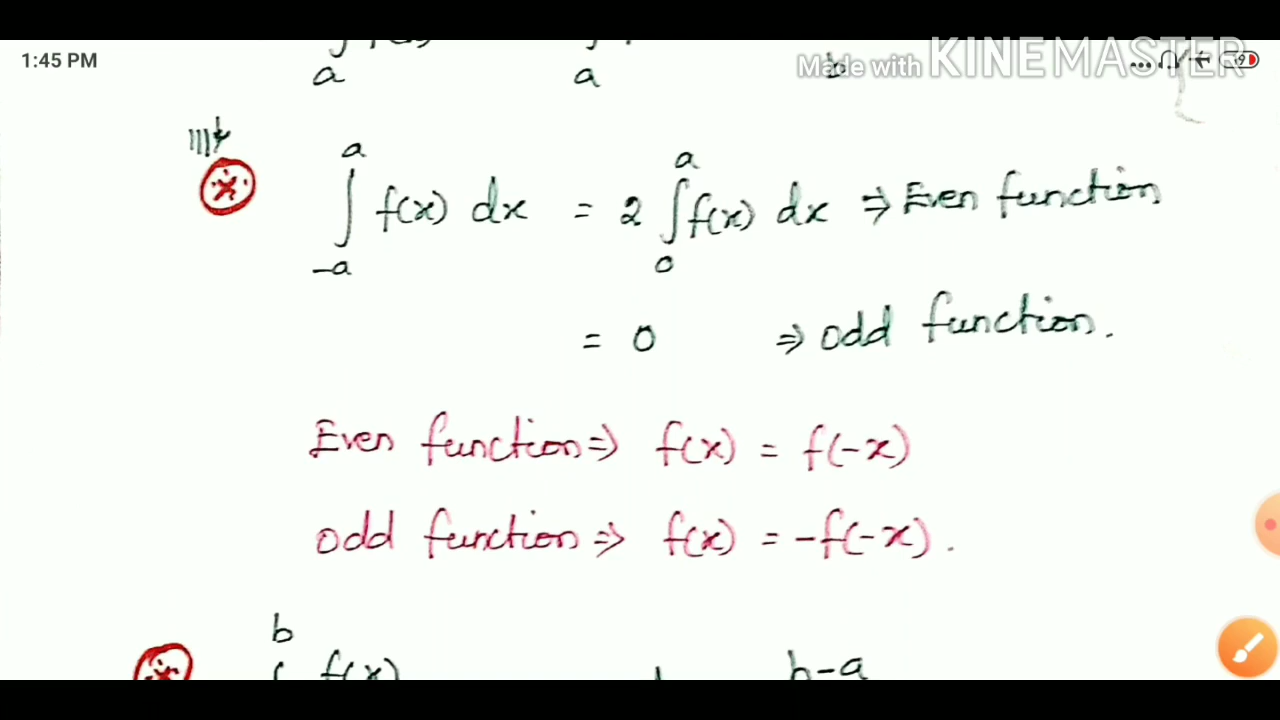 1:45 PM
Made with KINEMASTER
a a b
a a
∫ f(x) dx = 2 ∫ f(x) dx ⇒ Even function
-a 0
= 0 ⇒ odd function.
Even function ⇒ f(x) = f(-x)
odd function ⇒ f(x) = -f(-x).
b
f(x) b-a